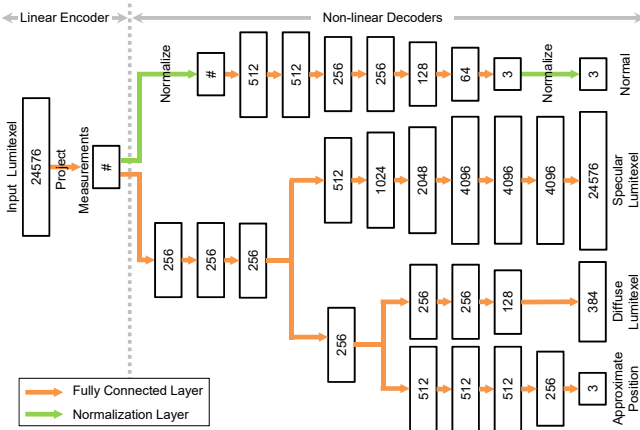 Linear Encoder
Non-linear Decoders
Input Lumitexel
24576
Project
Measurements
#
Normalize
#
512
512
256
256
128
64
3
Normalize
3
Normal
512
1024
2048
4096
4096
4096
24576
Specular
Lumitexel
256
256
256
256
256
256
128
384
Diffuse
Lumitexel
512
512
512
256
3
Approximate
Position
Fully Connected Layer
Normalization Layer